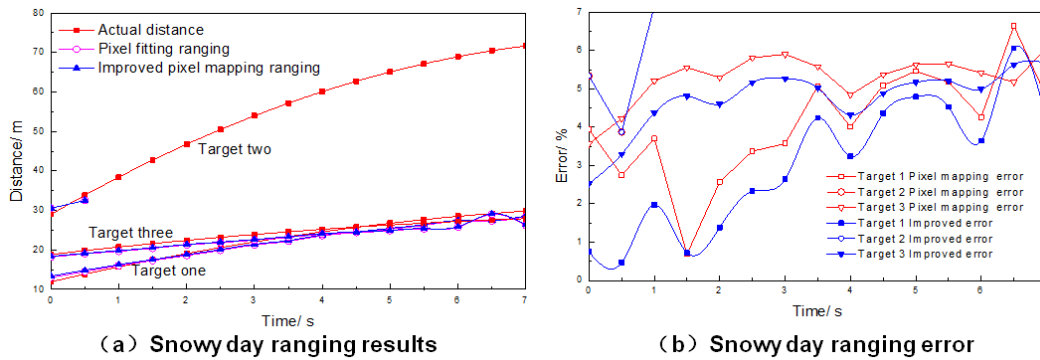 80
70
60
50
40
30
20
10
Distance/ m
Actual distance
Pixel fitting ranging
Improved pixel mapping ranging
Target two
Target three
Target one
0 1 2 3 4 5 6 7
Time/ s
（a）Snowy day ranging results
7
6
5
4
3
2
1
0
Error/ %
Target 1 Pixel mapping error
Target 2 Pixel mapping error
Target 3 Pixel mapping error
Target 1 Improved error
Target 2 Improved error
Target 3 Improved error
0 1 2 3 4 5 6
Time/ s
（b）Snowy day ranging error